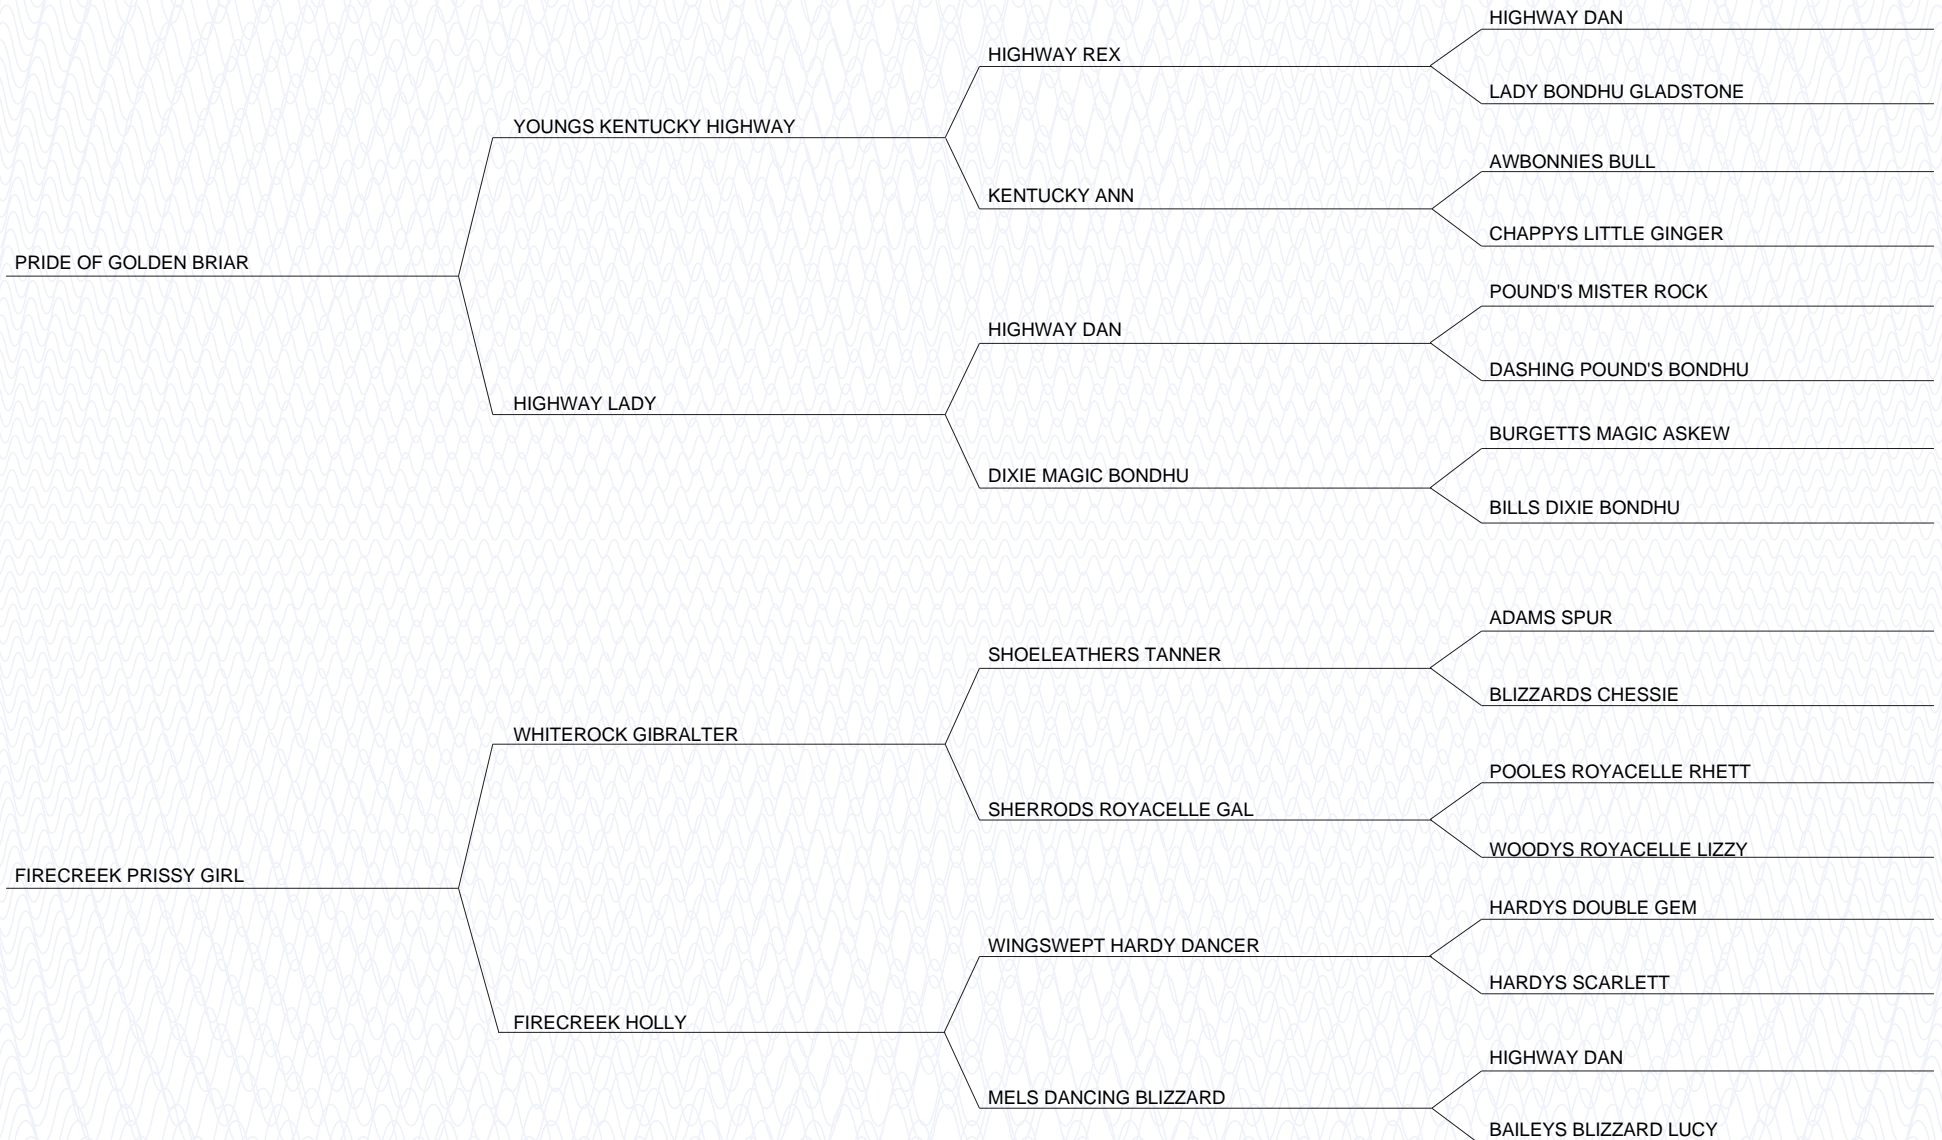 HIGHWAY DAN
HIGHWAY REX
LADY BONDHU GLADSTONE
YOUNGS KENTUCKY HIGHWAY
AWBONNIES BULL
KENTUCKY ANN
CHAPPYS LITTLE GINGER
PRIDE OF GOLDEN BRIAR
POUND'S MISTER ROCK
HIGHWAY DAN
DASHING POUND'S BONDHU
HIGHWAY LADY
BURGETTS MAGIC ASKEW
DIXIE MAGIC BONDHU
BILLS DIXIE BONDHU
ADAMS SPUR
SHOELEATHERS TANNER
BLIZZARDS CHESSIE
WHITEROCK GIBRALTER
POOLES ROYACELLE RHETT
SHERRODS ROYACELLE GAL
WOODYS ROYACELLE LIZZY
FIRECREEK PRISSY GIRL
HARDYS DOUBLE GEM
WINGSWEPT HARDY DANCER
HARDYS SCARLETT
FIRECREEK HOLLY
HIGHWAY DAN
MELS DANCING BLIZZARD
BAILEYS BLIZZARD LUCY